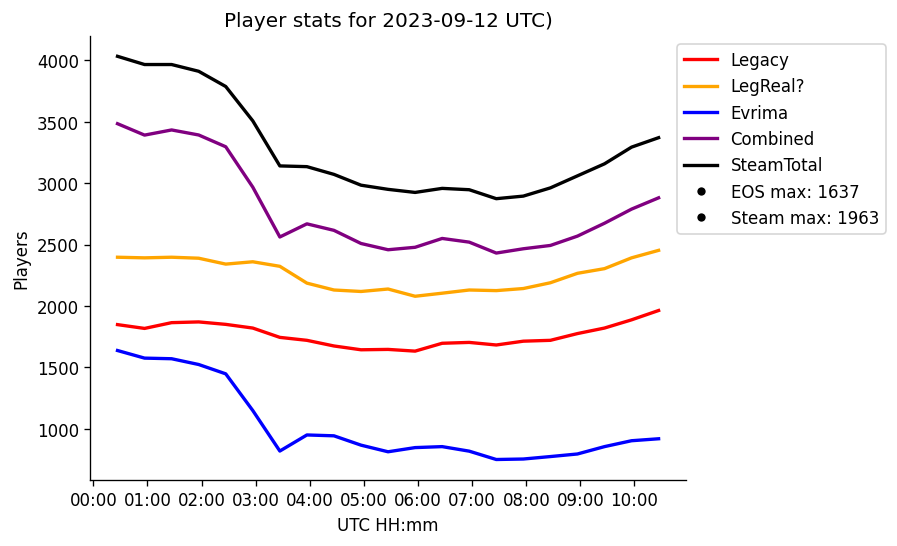 Player stats for 2023-09-12 UTC)
Legacy
LegReal?
Evrima
Combined
SteamTotal
EOS max: 1637
Steam max: 1963
4000
3500
3000
2500
2000
1500
1000
Players
00:00 01:00 02:00 03:00 04:00 05:00 06:00 07:00 08:00 09:00 10:00
UTC HH:mm